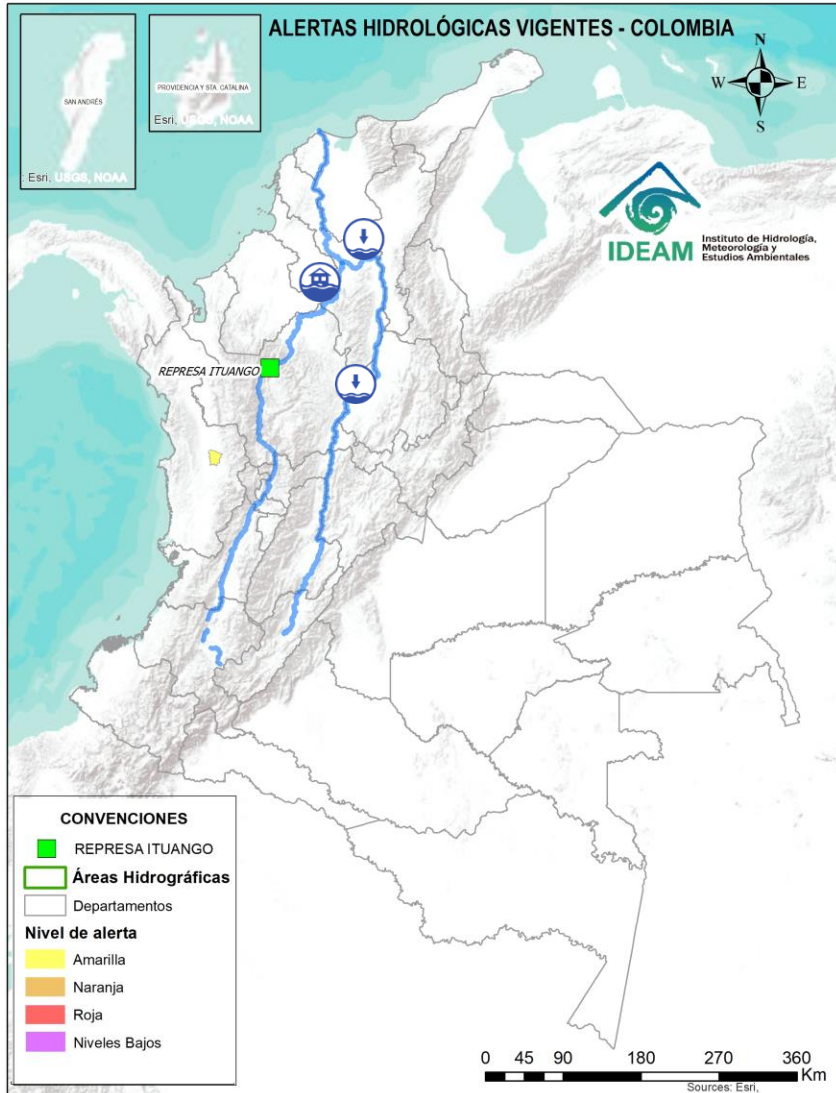 ALERTAS HIDROLÓGICAS VIGENTES - COLOMBIA
SAN ANDRÉS
Esri, USGS, NOAA
PROVIDENCIA Y STA. CATALINA
Esri, USGS, NOAA
N
W
E
S
IDEAM
Instituto de Hidrología,
Meteorología y
Estudios Ambientales
REPRESA ITUANGO
CONVENCIONES
REPRESA ITUANGO
Áreas Hidrográficas
Departamentos
Nivel de alerta
Amarilla
Naranja
Roja
Niveles Bajos
0 45 90 180 270 360
Km
Sources: Esri,